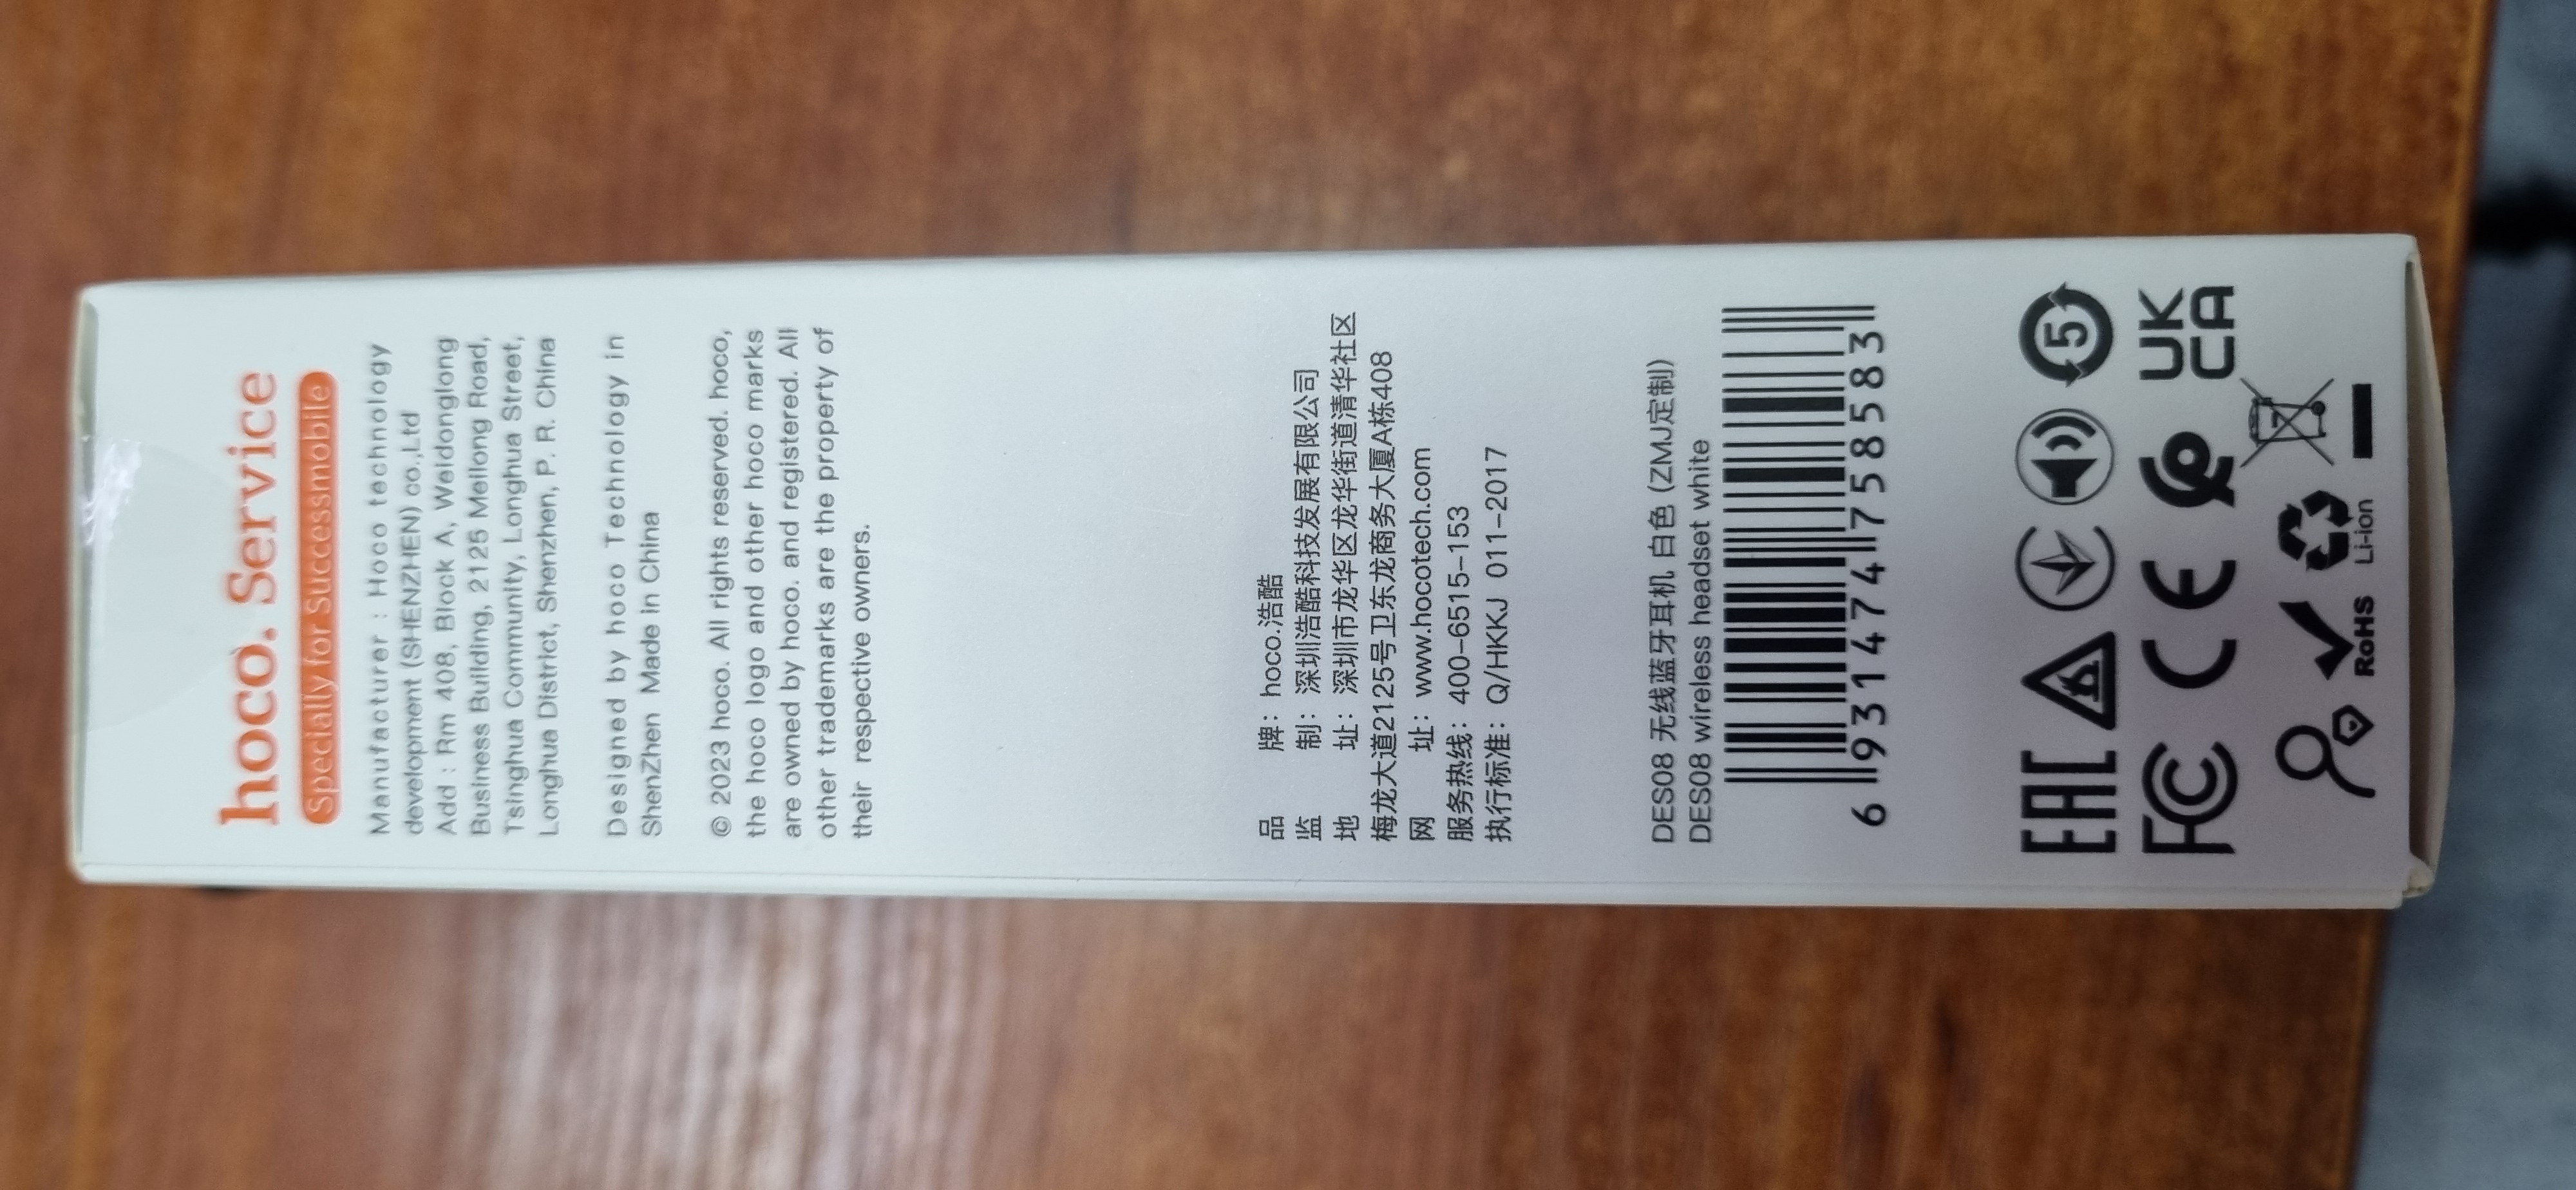 hoco. Service
Specially for Successmobile
Manufacturer : Hoco technology
development (SHENZHEN) co.,Ltd
Add : Rm 408, Block A, Weidonglong
Business Building, 2125 Meilong Road,
Tsinghua Community, Longhua Street,
Longhua District, Shenzhen, P. R. China
Designed by hoco Technology in
ShenZhen Made in China
© 2023 hoco. All rights reserved. hoco,
the hoco logo and other hoco marks
are owned by hoco. and registered. All
other trademarks are the property of
their respective owners.
品 牌：hoco.浩酷
监 制：深圳浩酷科技发展有限公司
地 址：深圳市龙华区龙华街道清华社区
梅龙大道2125号卫东龙商务大厦A栋408
网 址：www.hocotech.com
服务热线：400-6515-153
执行标准：Q/HKKJ 011-2017
DES08 无线蓝牙耳机 白色 (ZMJ定制)
DES08 wireless headset white
6 931474 758583
EAC 5
FC CE UKCA
RoHS Li-ion